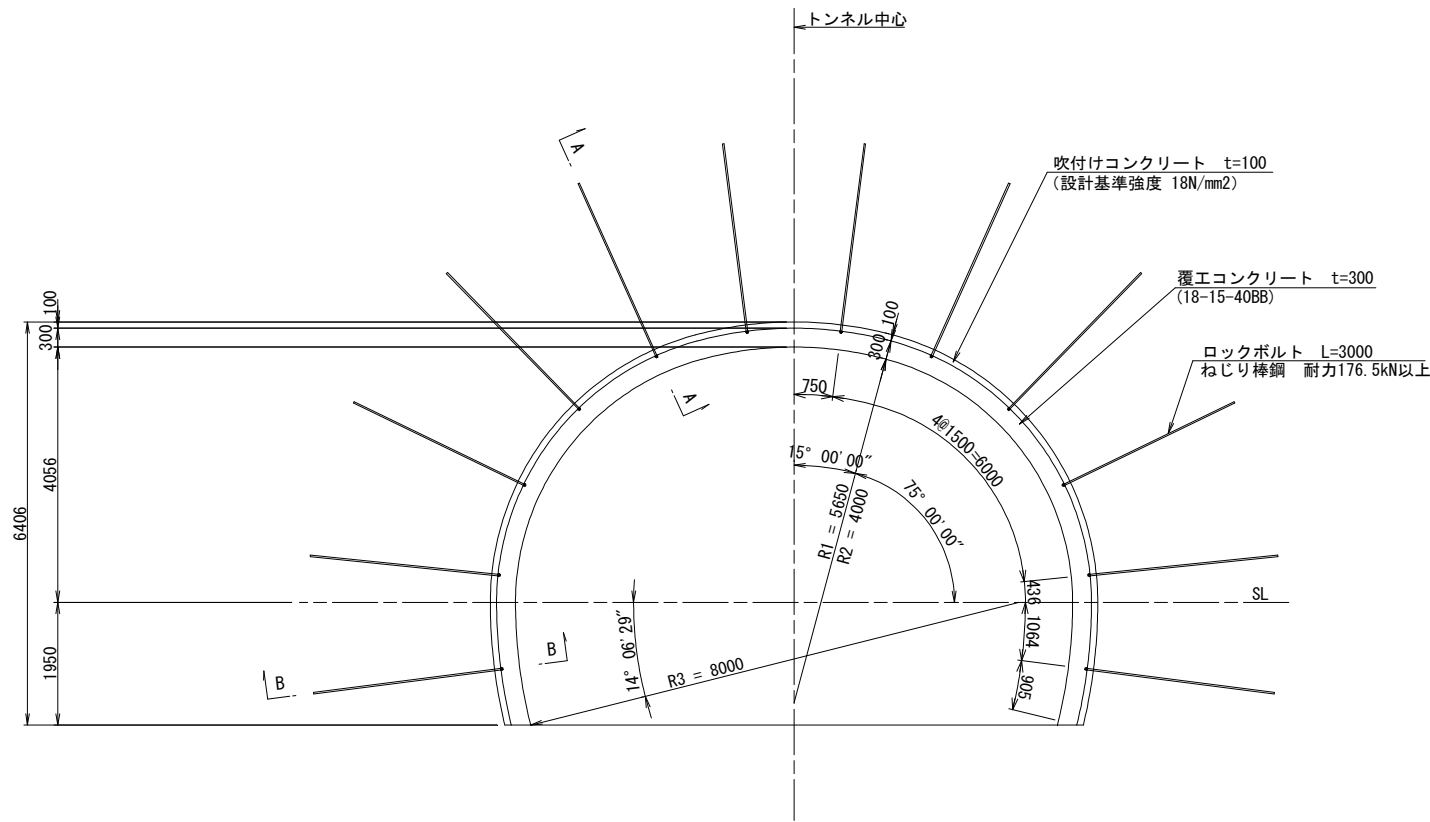 トンネル中心
A
吹付けコンクリート t=100
(設計基準強度 18N/mm2)
覆工コンクリート t=300
(18-15-40BB)
ロックボルト L=3000
ねじり棒鋼 耐力176.5kN以上
100
300
100
300
A
750
4@1500=6000
15° 00′00″
75° 00′00″
4056
6406
R1 = 5650
R2 = 4000
436
SL
1064
14° 06′29″
B
R3 = 8000
B
905
1950